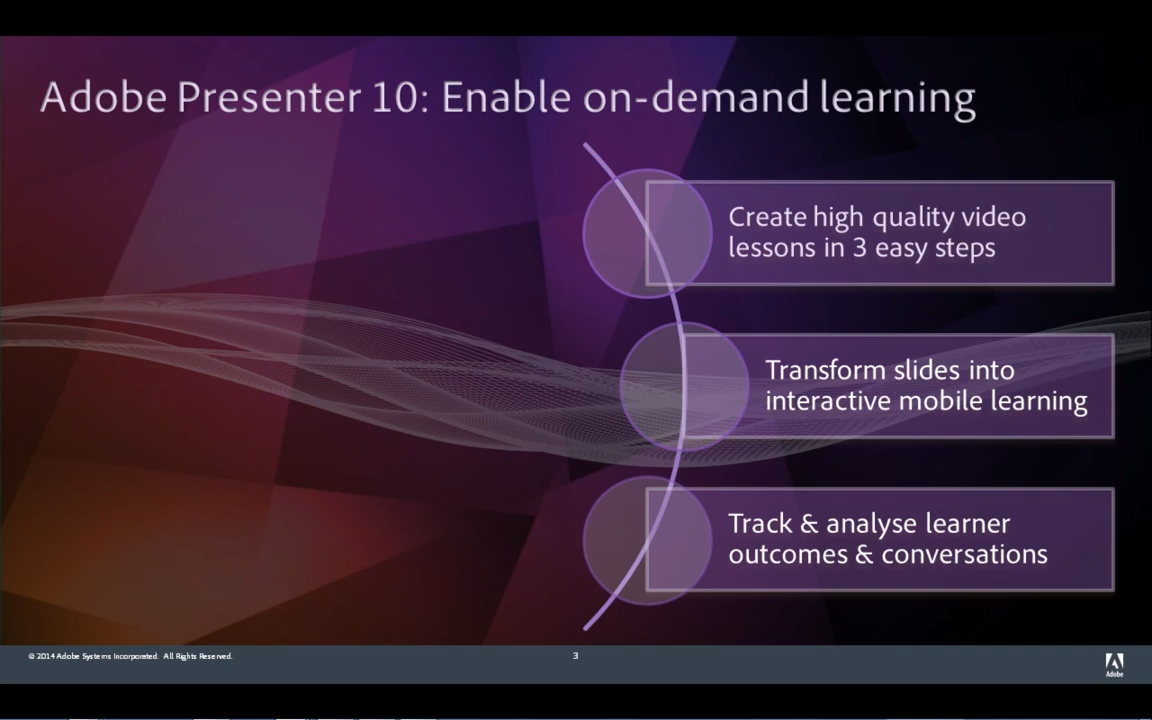 Adobe Presenter 10: Enable on-demand learning
Create high quality video
lessons in 3 easy steps
Transform slides into
interactive mobile learning
Track & analyse learner
outcomes & conversations
© 2014 Adobe Systems Incorporated. All Rights Reserved.
3
Adobe